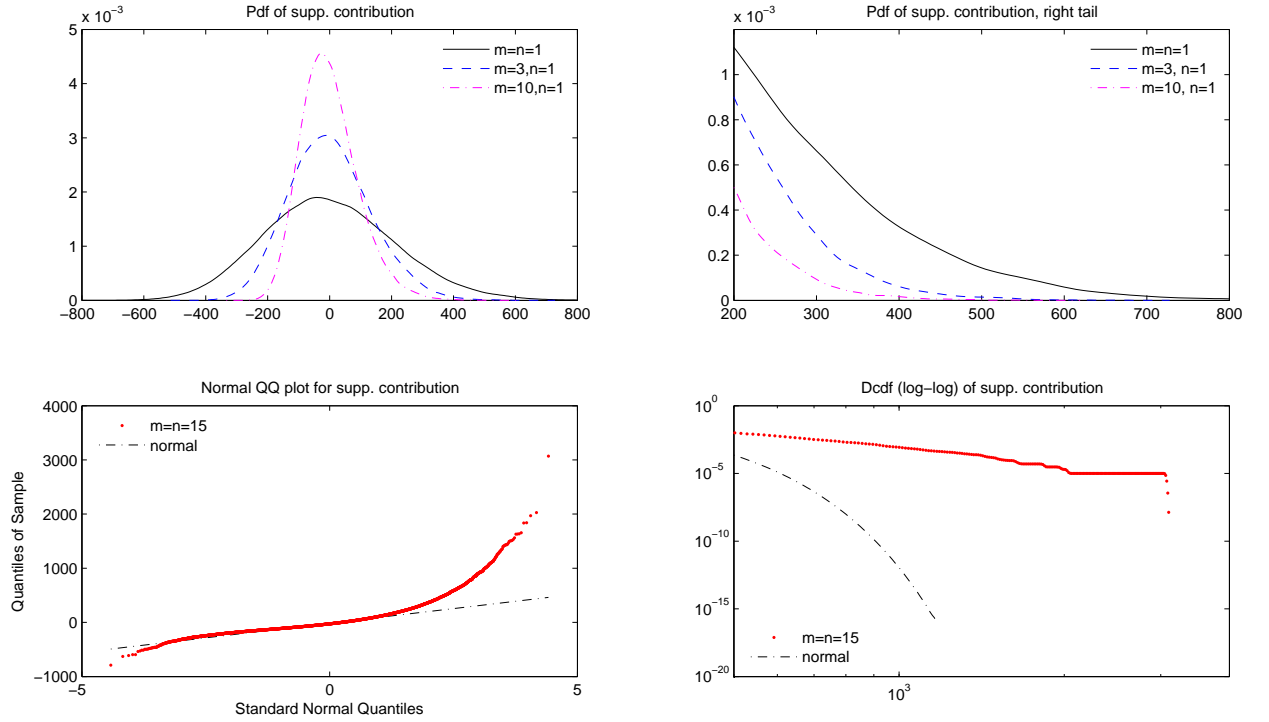 Pdf of supp. contribution
x 10−3
5
4
3
2
1
0
−800 −600 −400 −200 0 200 400 600 800
m=n=1
m=3,n=1
m=10,n=1
Pdf of supp. contribution, right tail
x 10−3
1
0.8
0.6
0.4
0.2
0
200 300 400 500 600 700 800
m=n=1
m=3, n=1
m=10, n=1
Normal QQ plot for supp. contribution
4000
3000
2000
1000
0
−1000
−5 0 5
Quantiles of Sample
Standard Normal Quantiles
m=n=15
normal
Dcdf (log−log) of supp. contribution
10^0
10^−5
10^−10
10^−15
10^−20
10^3
m=n=15
normal